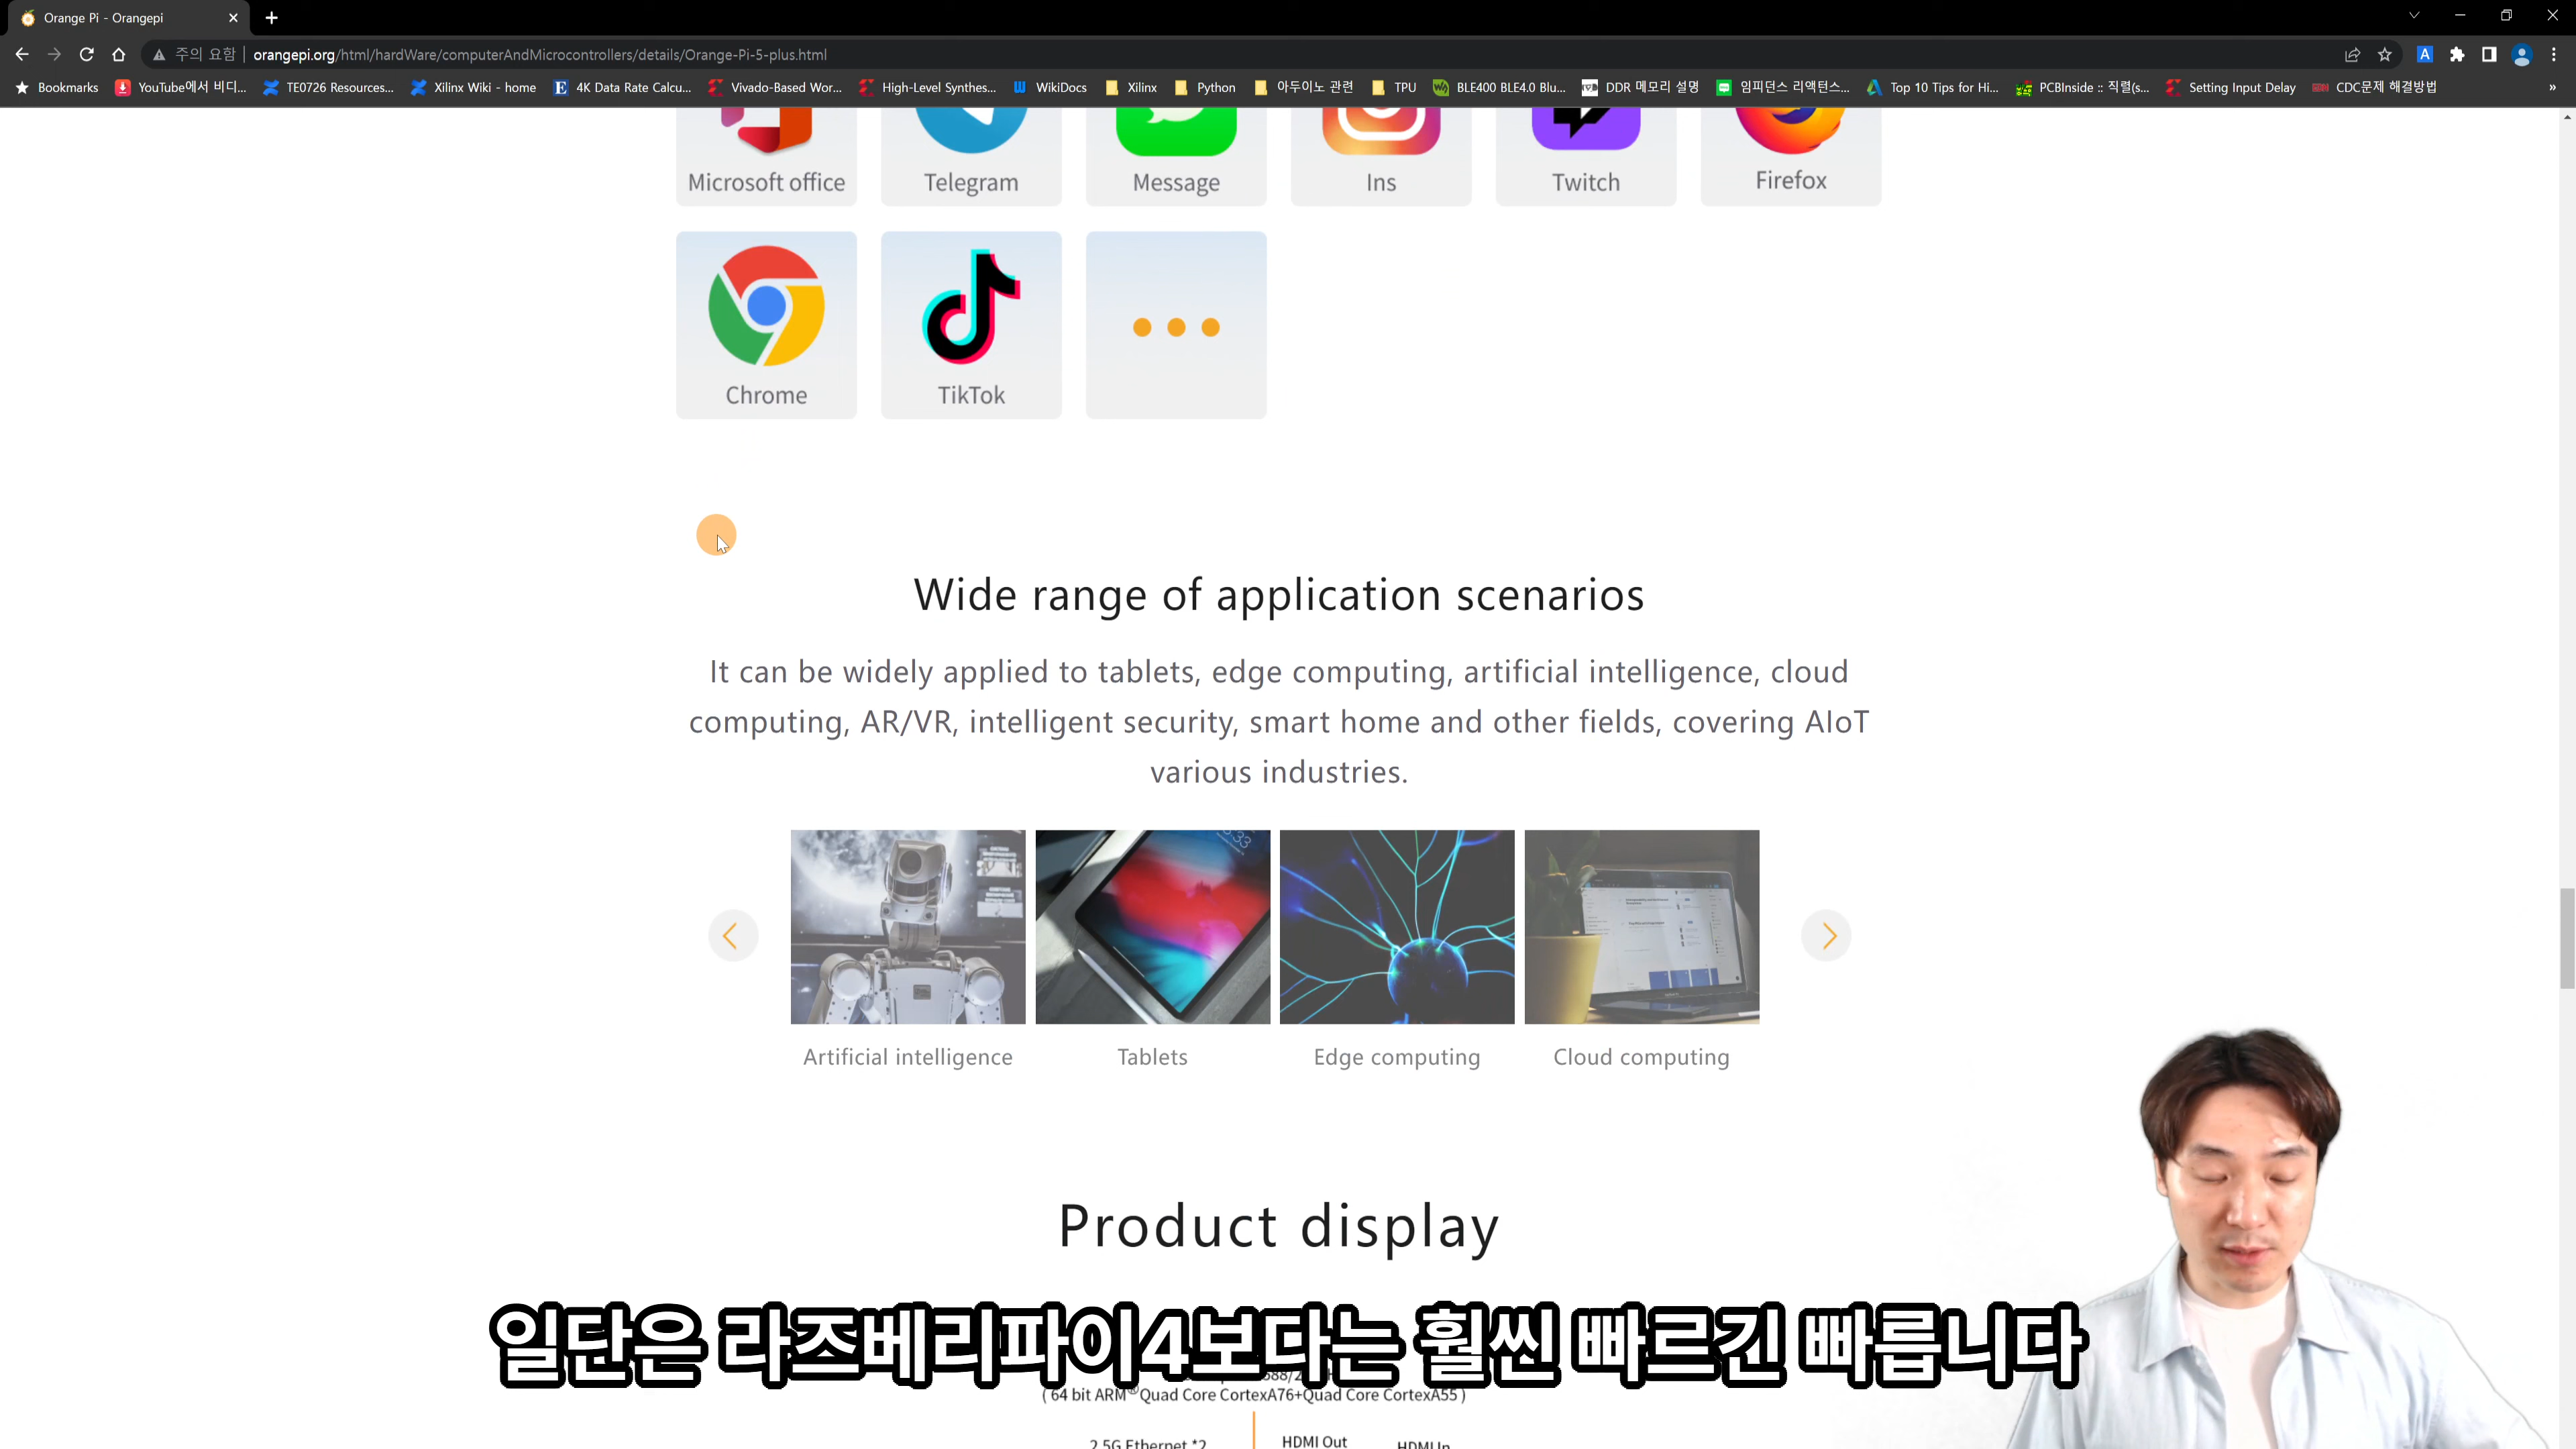 Orange Pi - Orangepi
주의 요함 orangepi.org/html/hardWare/computerAndMicrocontrollers/details/Orange-Pi-5-plus.html
Bookmarks YouTube에서 비디... TE0726 Resources... Xilinx Wiki - home 4K Data Rate Calcu... Vivado-Based Wor... High-Level Synthes... WikiDocs Xilinx Python 아두이노 관련 TPU BLE400 BLE4.0 Blu... DDR 메모리 설명 임피던스 리액턴스... Top 10 Tips for Hi... PCBInside :: 직렬(s... Setting Input Delay CDC문제 해결방법 »
Microsoft office Telegram Message Ins Twitch Firefox
Chrome TikTok
Wide range of application scenarios
It can be widely applied to tablets, edge computing, artificial intelligence, cloud
computing, AR/VR, intelligent security, smart home and other fields, covering AIoT
various industries.
Artificial intelligence Tablets Edge computing Cloud computing
Product display
일단은 라즈베리파이4보다는 훨씬 빠르긴 빠릅니다
( 64 bit ARM®Quad Core CortexA76+Quad Core CortexA55 )
2.5G Ethernet *2 HDMI Out HDMI In